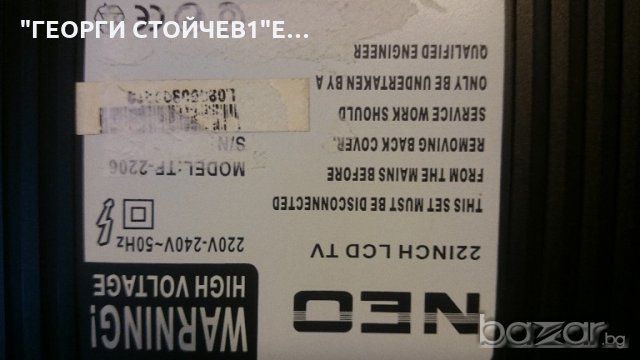 "ГЕОРГИ СТОЙЧЕВ1"Е...
NEO
22INCH LCD TV
THIS SET MUST BE DISCONNECTED
FROM THE MAINS BEFORE
REMOVING BACK COVER.
SERVICE WORK SHOULD
ONLY BE UNDERTAKEN BY A
QUALIFIED ENGINEER
WARNING!
HIGH VOLTAGE
220V-240V~50Hz
MODEL:TF-2206
S/N
bazar.bg